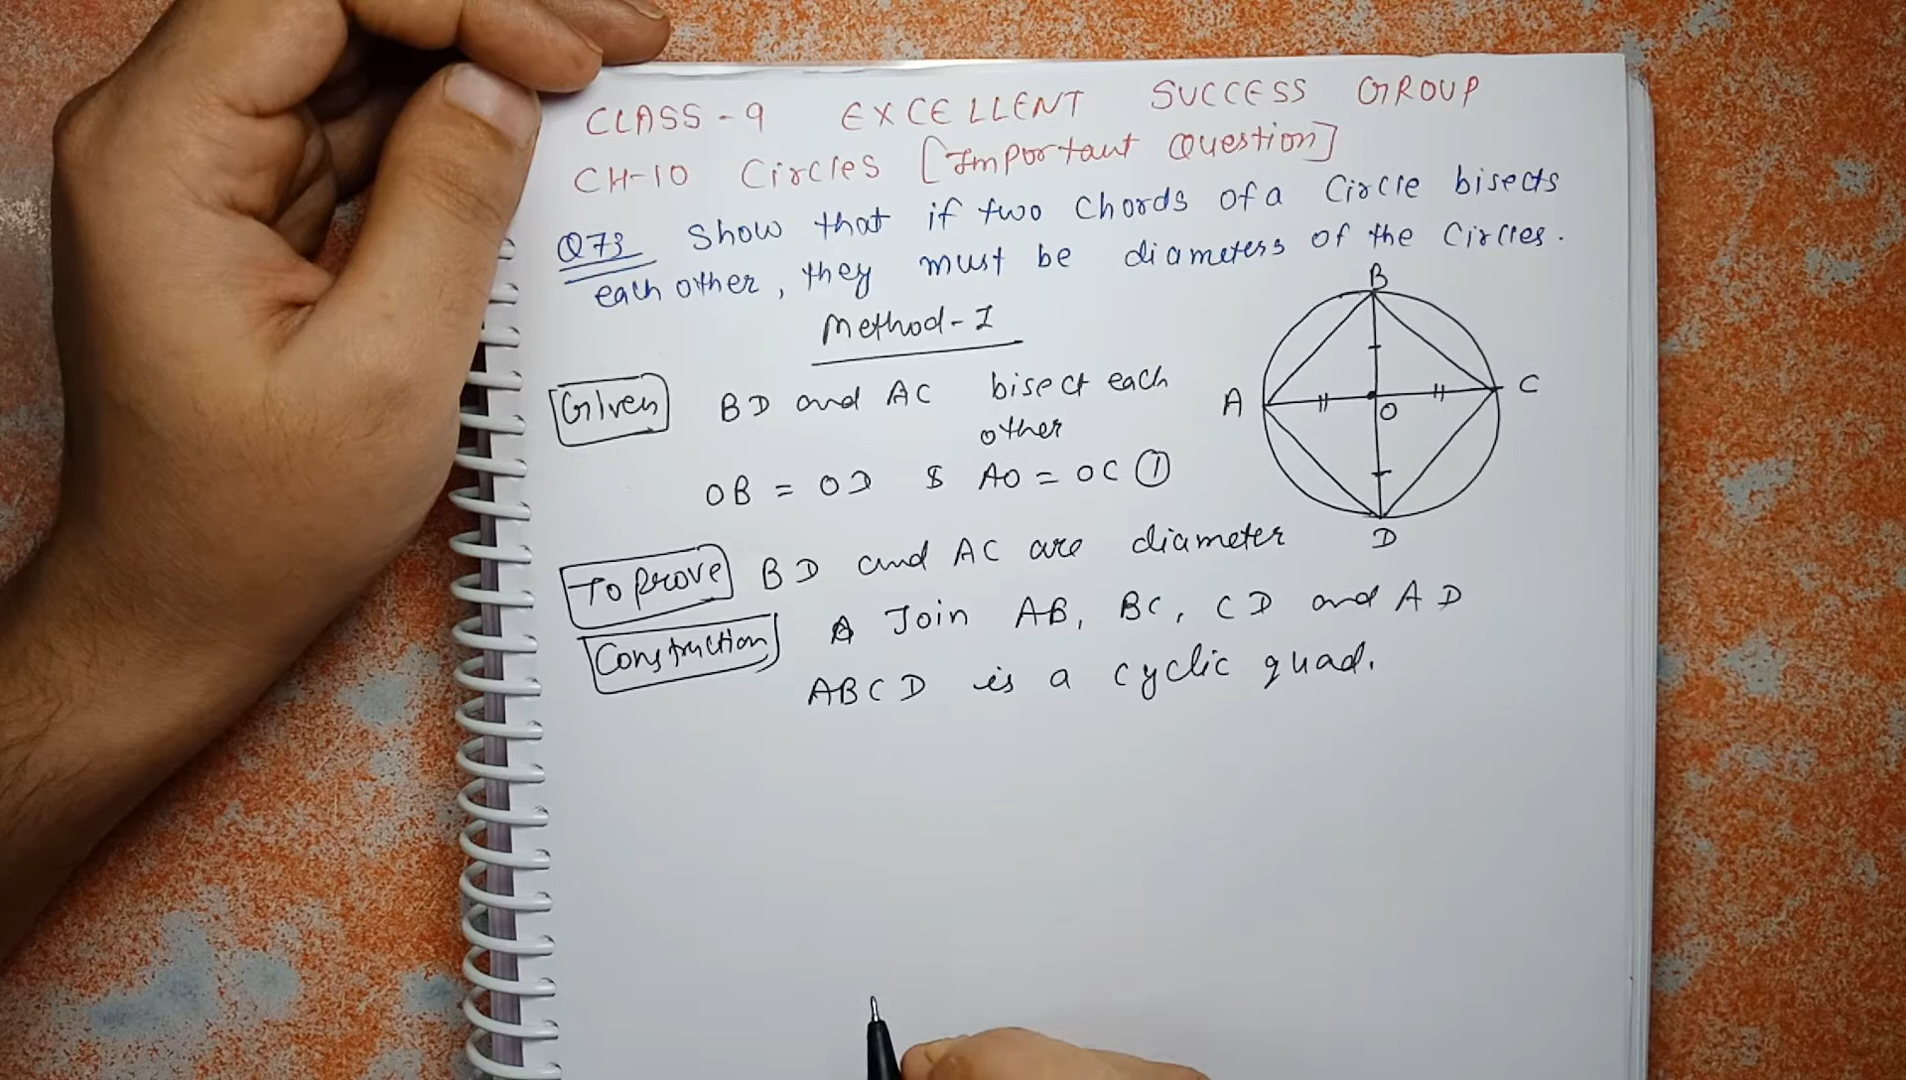 CLASS-9 EXCELLENT SUCCESS GROUP
CH-10 Circles [Important Question]
Q73 Show that if two chords of a circle bisects
each other, they must be diameters of the circles.
Method-I
Given BD and AC bisect each
other
OB = OD & AO = OC ①
To prove BD and AC are diameter
Construction A Join AB, BC, CD and AD
ABCD is a cyclic quad.
B
A
C
O
D